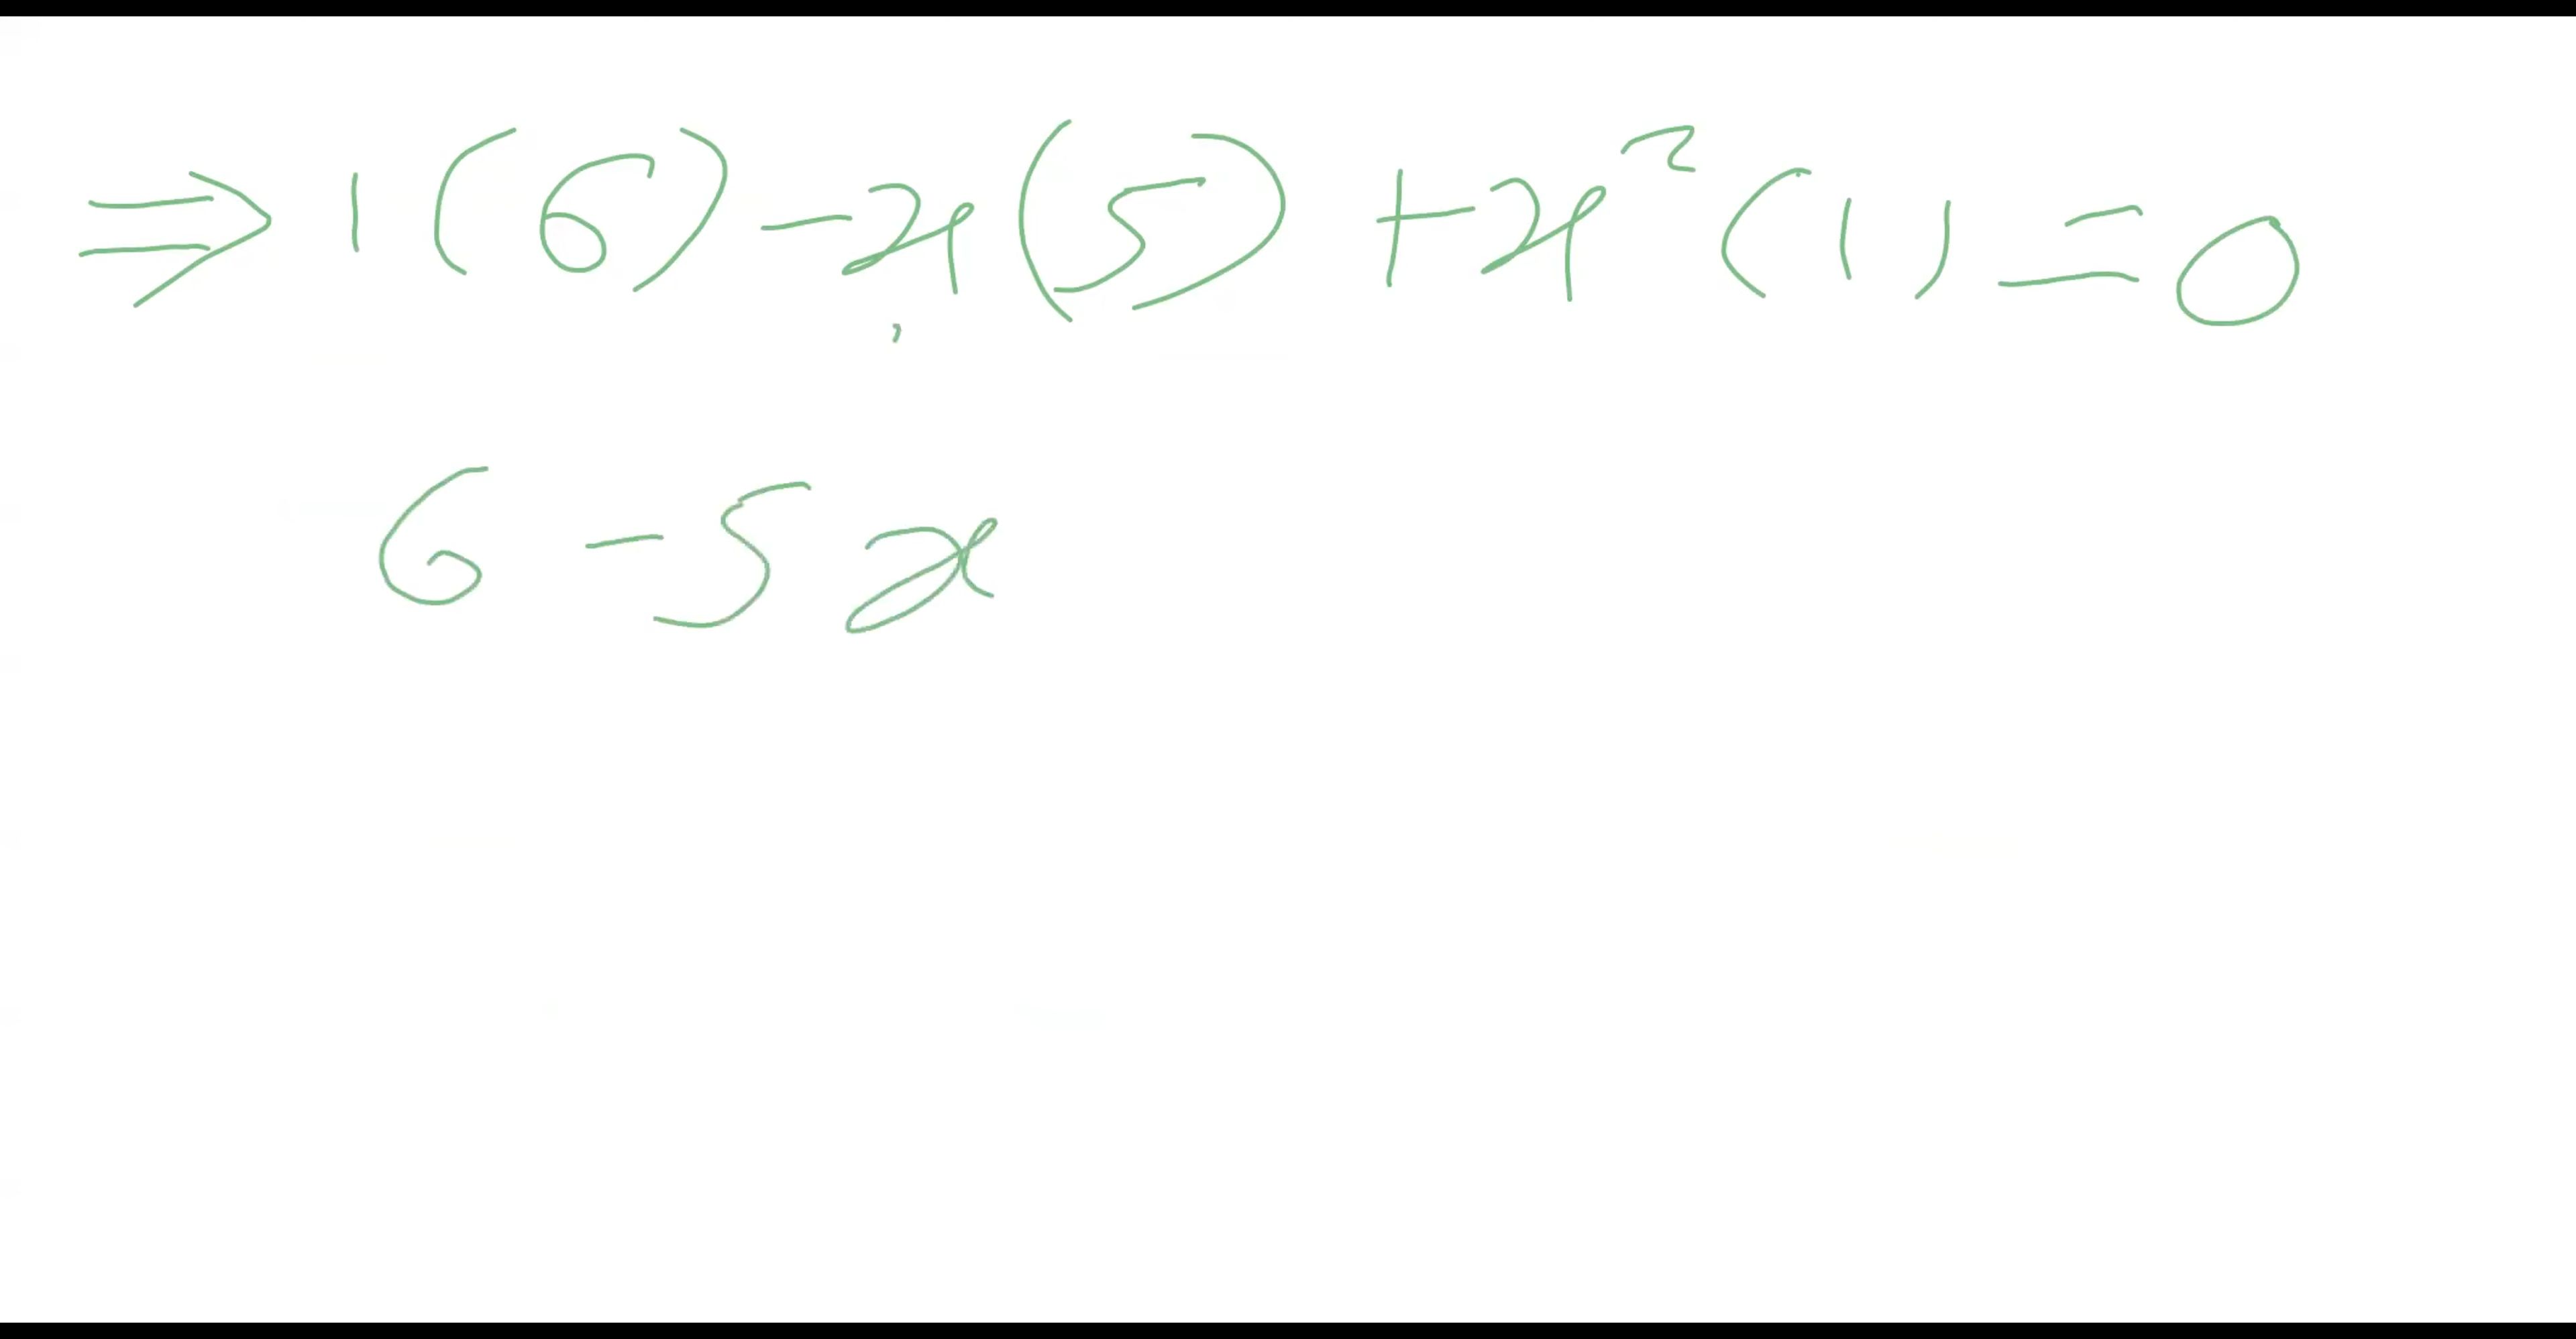 ⇒ 1(6) - x(5) + x²(1) = 0
6 - 5x